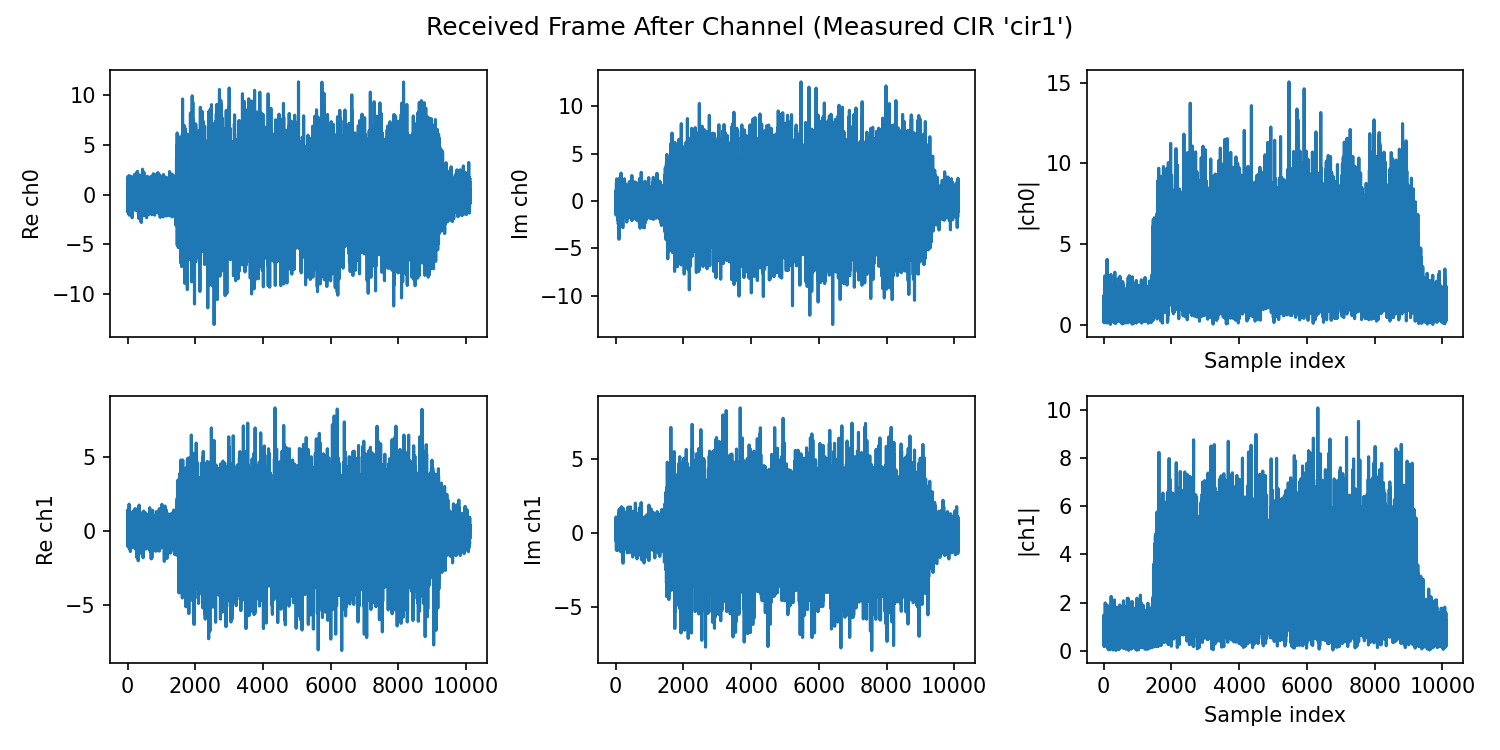 Received Frame After Channel (Measured CIR 'cir1')
10
5
0
−5
−10
Re ch0
10
5
0
−5
−10
Im ch0
15
10
5
0
|ch0|
Sample index
5
0
−5
Re ch1
0 2000 4000 6000 8000 10000
5
0
−5
Im ch1
0 2000 4000 6000 8000 10000
10
8
6
4
2
0
|ch1|
0 2000 4000 6000 8000 10000
Sample index